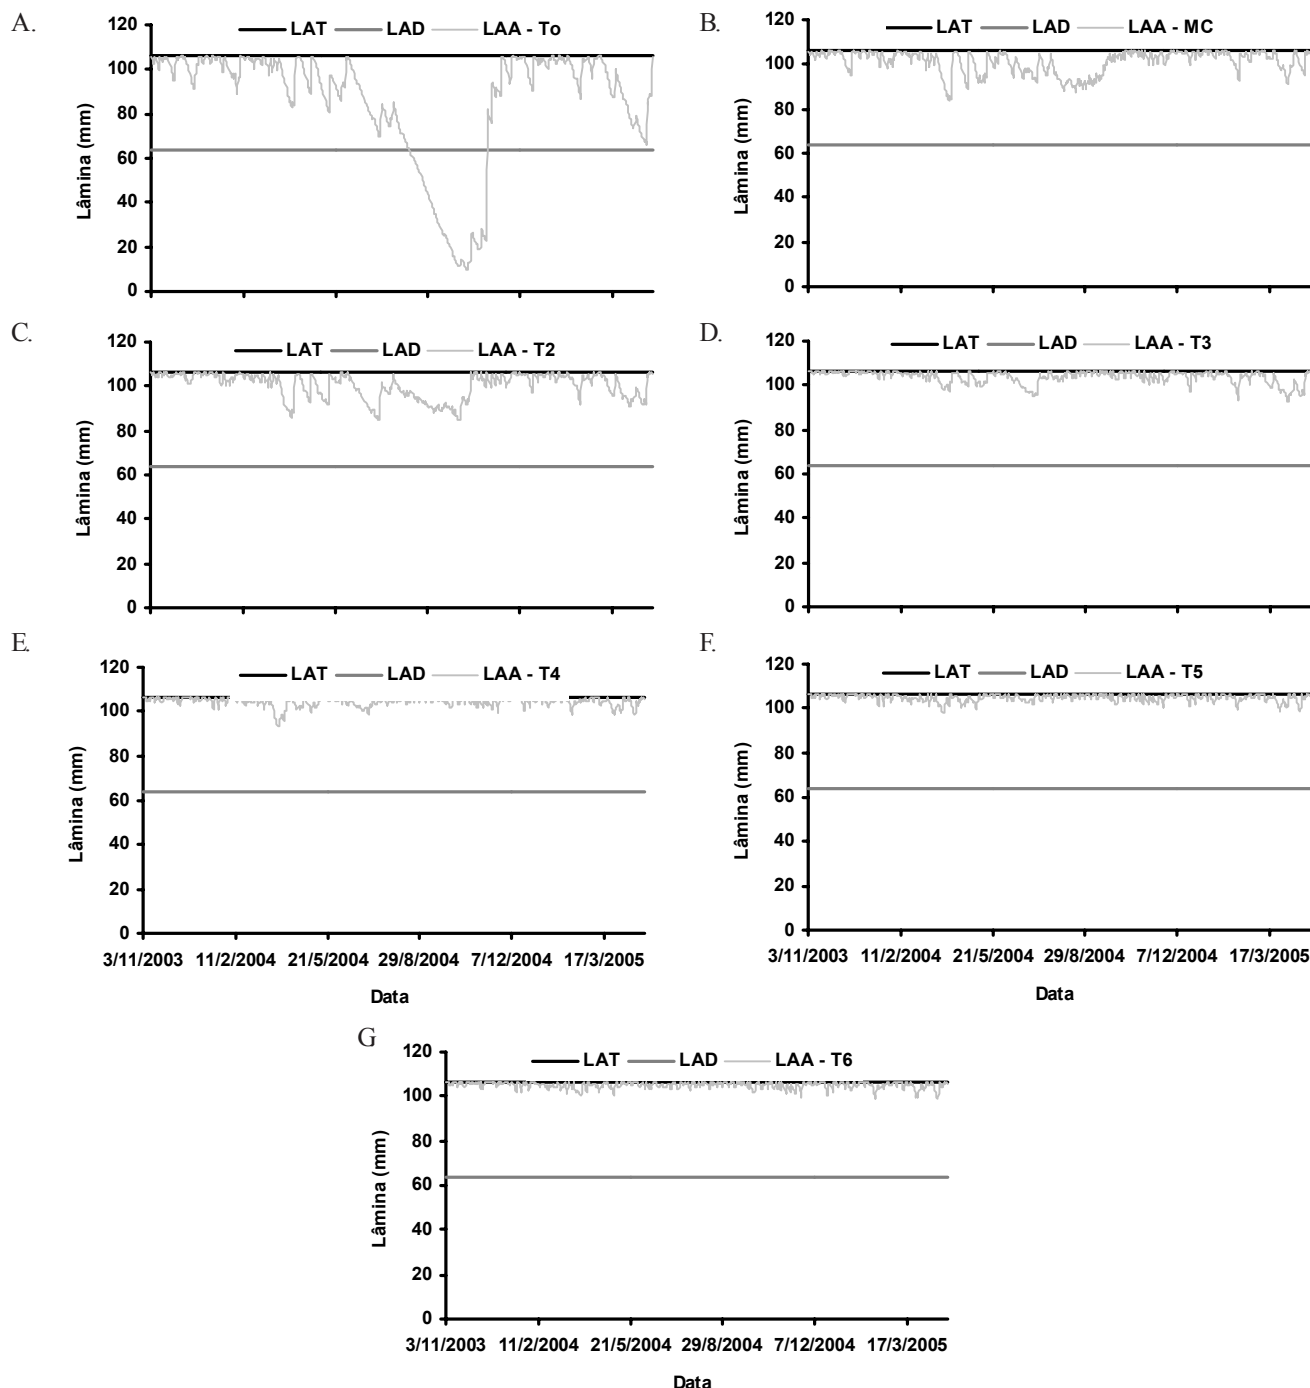 A.
LAT LAD LAA - To
120
100
80
60
40
20
0
Lâmina (mm)
B.
LAT LAD LAA - MC
120
100
80
60
40
20
0
Lâmina (mm)
C.
LAT LAD LAA - T2
120
100
80
60
40
20
0
Lâmina (mm)
D.
LAT LAD LAA - T3
120
100
80
60
40
20
0
Lâmina (mm)
E.
LAT LAD LAA - T4
120
100
80
60
40
20
0
Lâmina (mm)
3/11/2003 11/2/2004 21/5/2004 29/8/2004 7/12/2004 17/3/2005
Data
F.
LAT LAD LAA - T5
120
100
80
60
40
20
0
Lâmina (mm)
3/11/2003 11/2/2004 21/5/2004 29/8/2004 7/12/2004 17/3/2005
Data
G
LAT LAD LAA - T6
120
100
80
60
40
20
0
Lâmina (mm)
3/11/2003 11/2/2004 21/5/2004 29/8/2004 7/12/2004 17/3/2005
Data